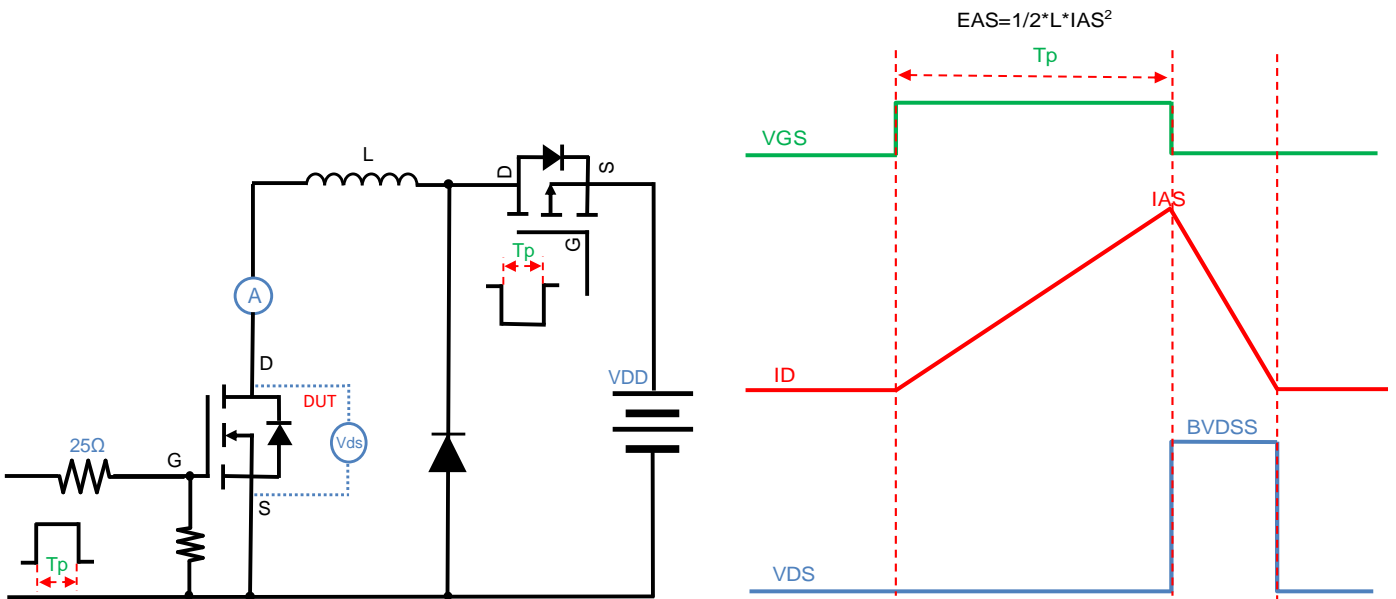 EAS=1/2*L*IAS²
Tp
VGS
IAS
ID
BVDSS
VDS
L
D
S
G
Tp
A
D
DUT
Vds
VDD
25Ω
G
S
Tp